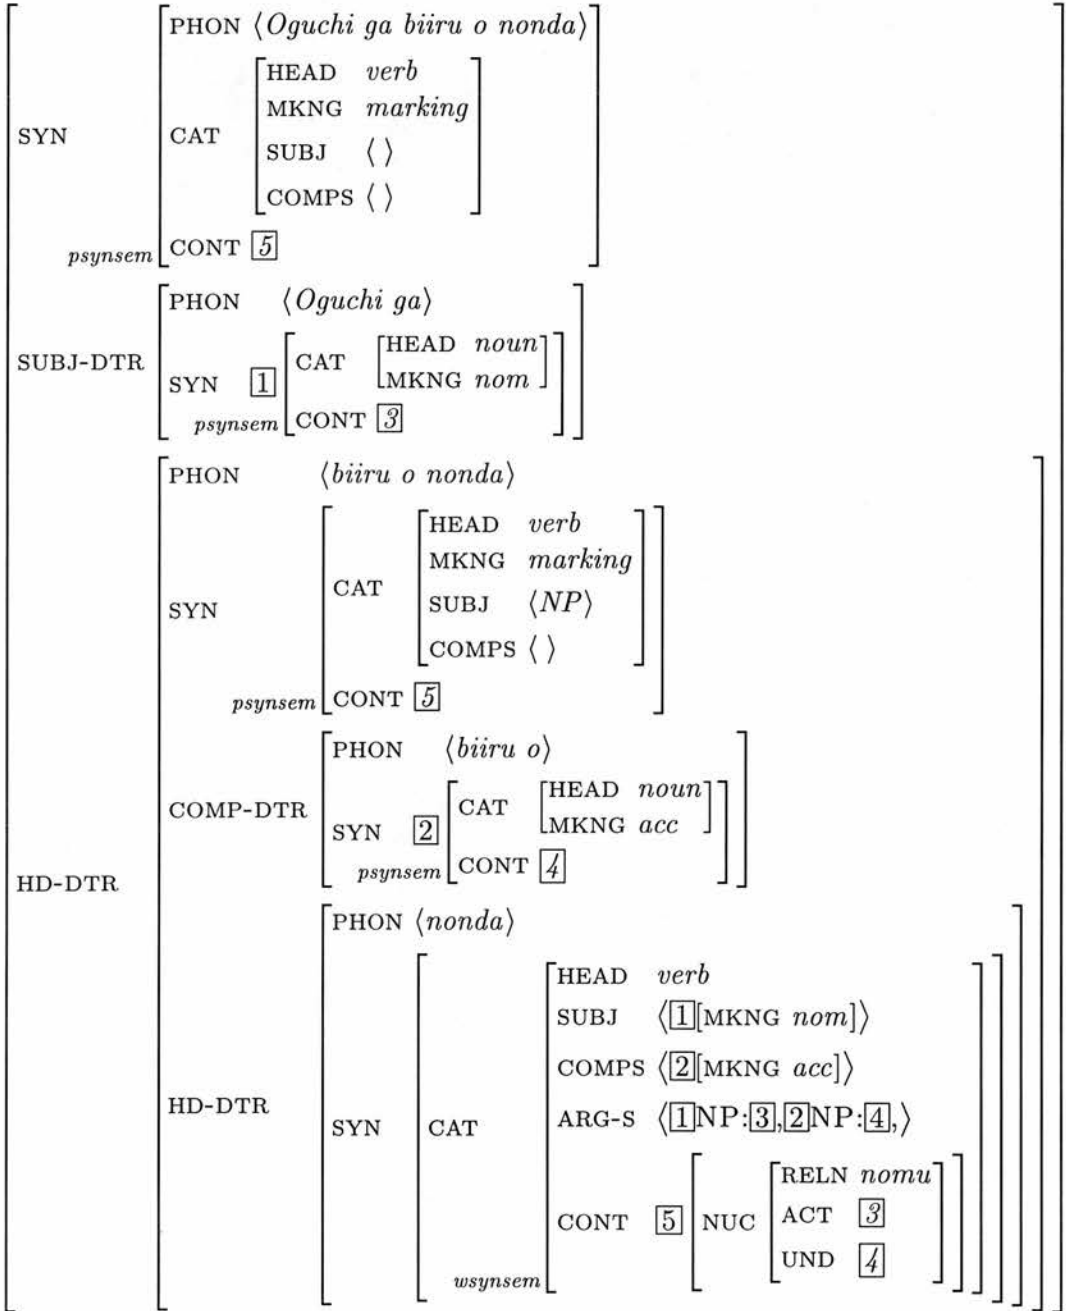 PHON ⟨Oguchi ga biiru o nonda⟩
HEAD verb
MKNG marking
SYN CAT
SUBJ ⟨ ⟩
COMPS ⟨ ⟩
psynsem CONT 5
PHON ⟨Oguchi ga⟩
SUBJ-DTR
CAT HEAD noun
SYN 1 MKNG nom
psynsem CONT 3
PHON ⟨biiru o nonda⟩
HEAD verb
MKNG marking
CAT
SYN SUBJ ⟨NP⟩
COMPS ⟨ ⟩
psynsem CONT 5
PHON ⟨biiru o⟩
COMP-DTR CAT HEAD noun
SYN 2 MKNG acc
psynsem CONT 4
HD-DTR
PHON ⟨nonda⟩
HEAD verb
SUBJ ⟨1[MKNG nom]⟩
COMPS ⟨2[MKNG acc]⟩
HD-DTR
ARG-S ⟨1NP:3,2NP:4,⟩
SYN CAT
RELN nomu
CONT 5 NUC ACT 3
UND 4
wsynsem